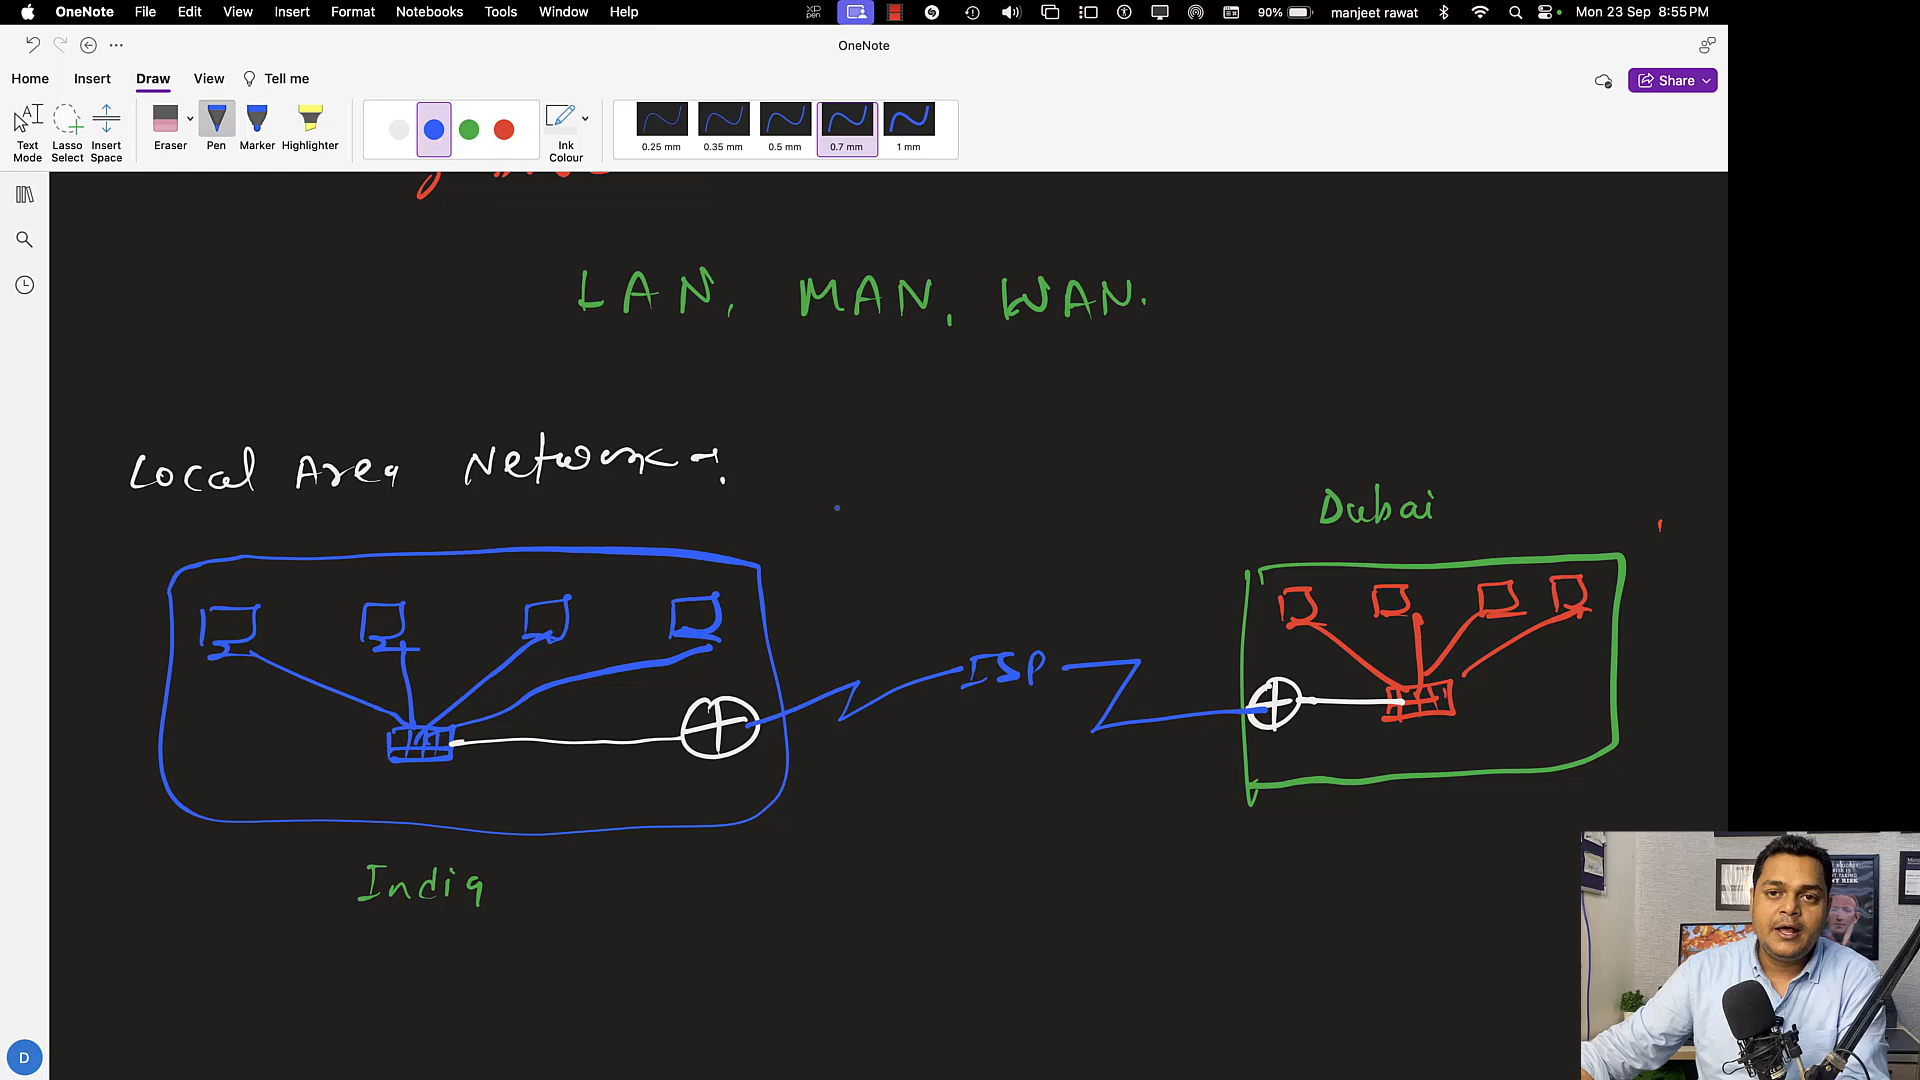 OneNote File Edit View Insert Format Notebooks Tools Window Help XP pen 90% manjeet rawat Mon 23 Sep 8:55 PM
OneNote
Home Insert Draw View Tell me Share
Text Mode Lasso Select Insert Space Eraser Pen Marker Highlighter Ink Colour 0.25 mm 0.35 mm 0.5 mm 0.7 mm 1 mm
LAN, MAN, WAN.
Local Area Network
Dubai
ISP
India
D